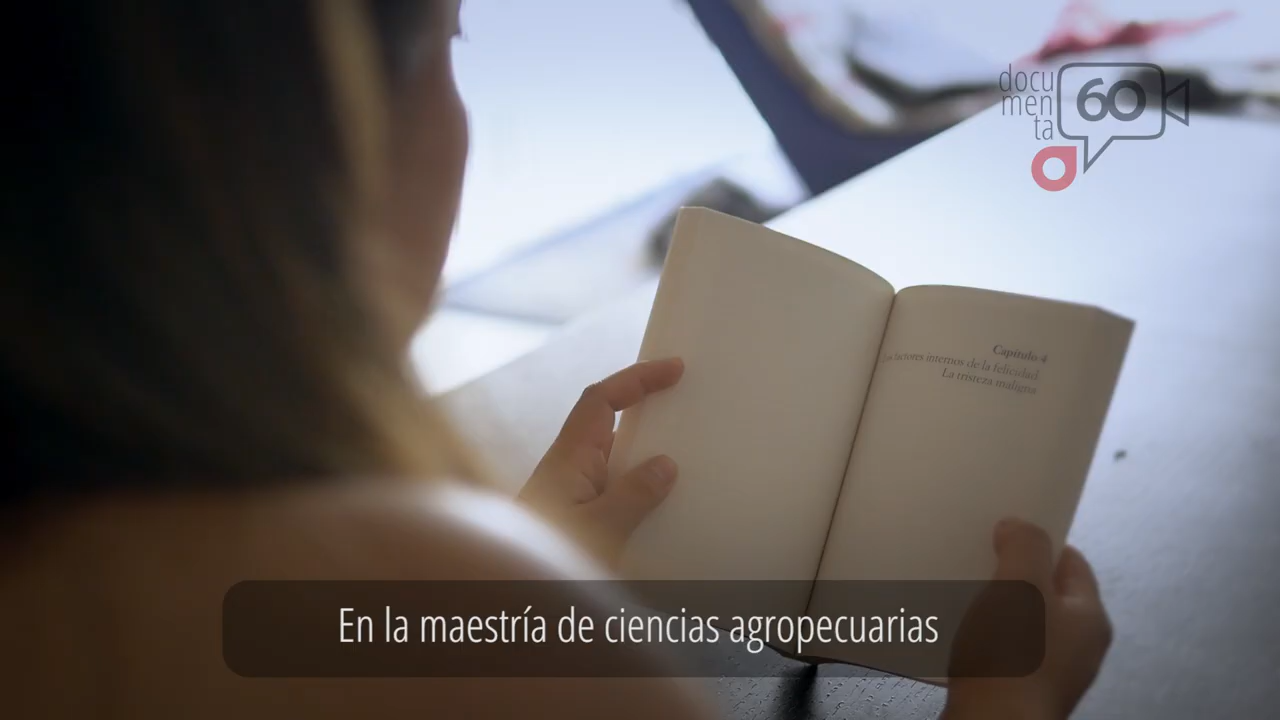 docu
men
ta
60
Capítulo 4
Los factores internos de la felicidad.
La tristeza maligna
En la maestría de ciencias agropecuarias